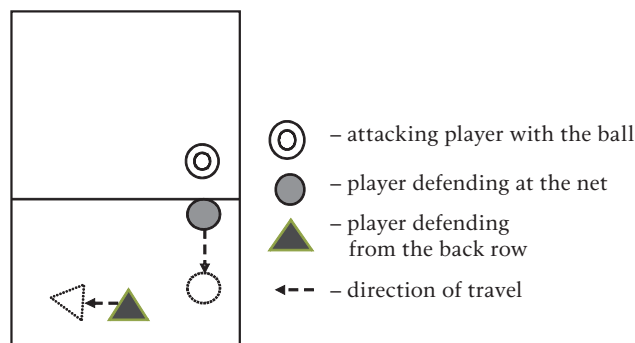 – attacking player with the ball
– player defending at the net
– player defending
from the back row
– direction of travel